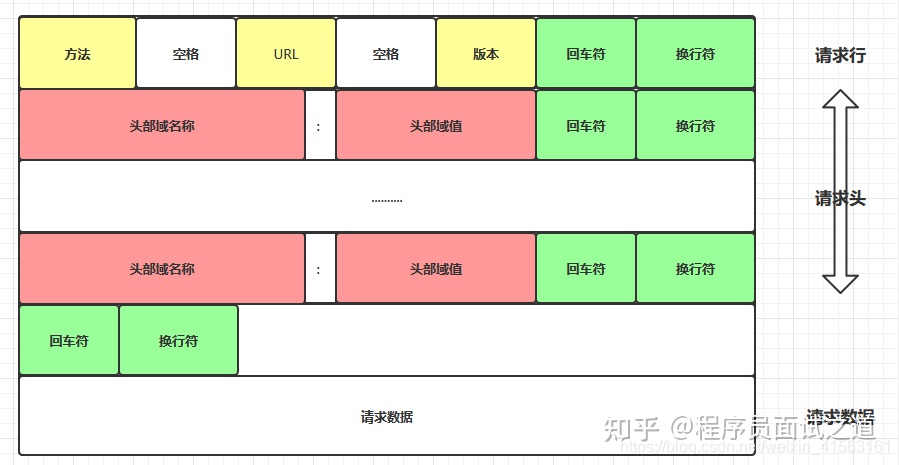 方法 空格 URL 空格 版本 回车符 换行符 请求行
头部域名称 : 头部域值 回车符 换行符
.......... 请求头
头部域名称 : 头部域值 回车符 换行符
回车符 换行符
请求数据 请求数据
知乎 @程序员面试之道
https://blog.csdn.net/weixin_41563161